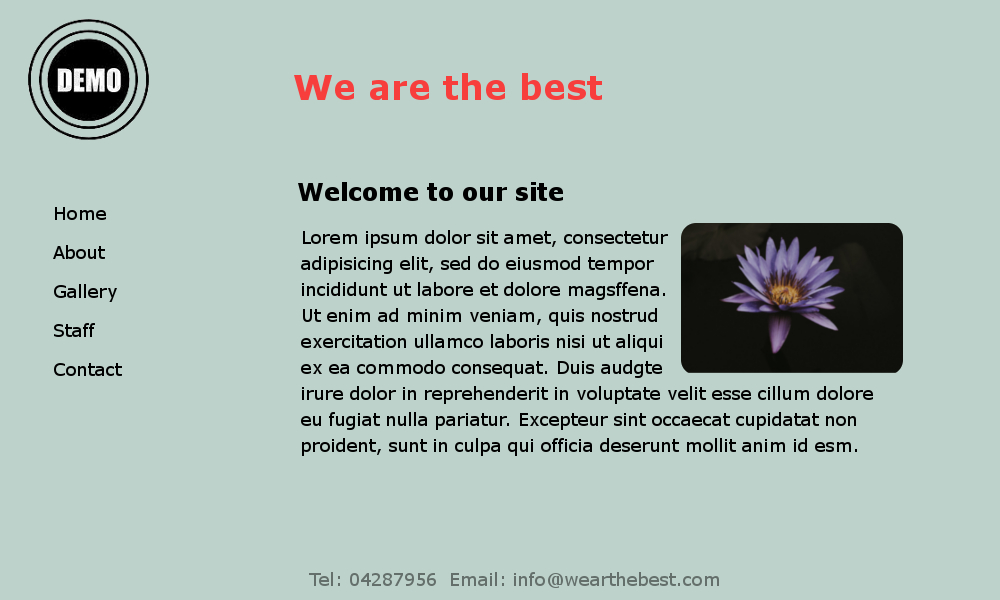 DEMO
We are the best
Home
About
Gallery
Staff
Contact
Welcome to our site
Lorem ipsum dolor sit amet, consectetur
adipisicing elit, sed do eiusmod tempor
incididunt ut labore et dolore magsffena.
Ut enim ad minim veniam, quis nostrud
exercitation ullamco laboris nisi ut aliqui
ex ea commodo consequat. Duis audgte
irure dolor in reprehenderit in voluptate velit esse cillum dolore
eu fugiat nulla pariatur. Excepteur sint occaecat cupidatat non
proident, sunt in culpa qui officia deserunt mollit anim id esm.
Tel: 04287956 Email: info@wearthebest.com